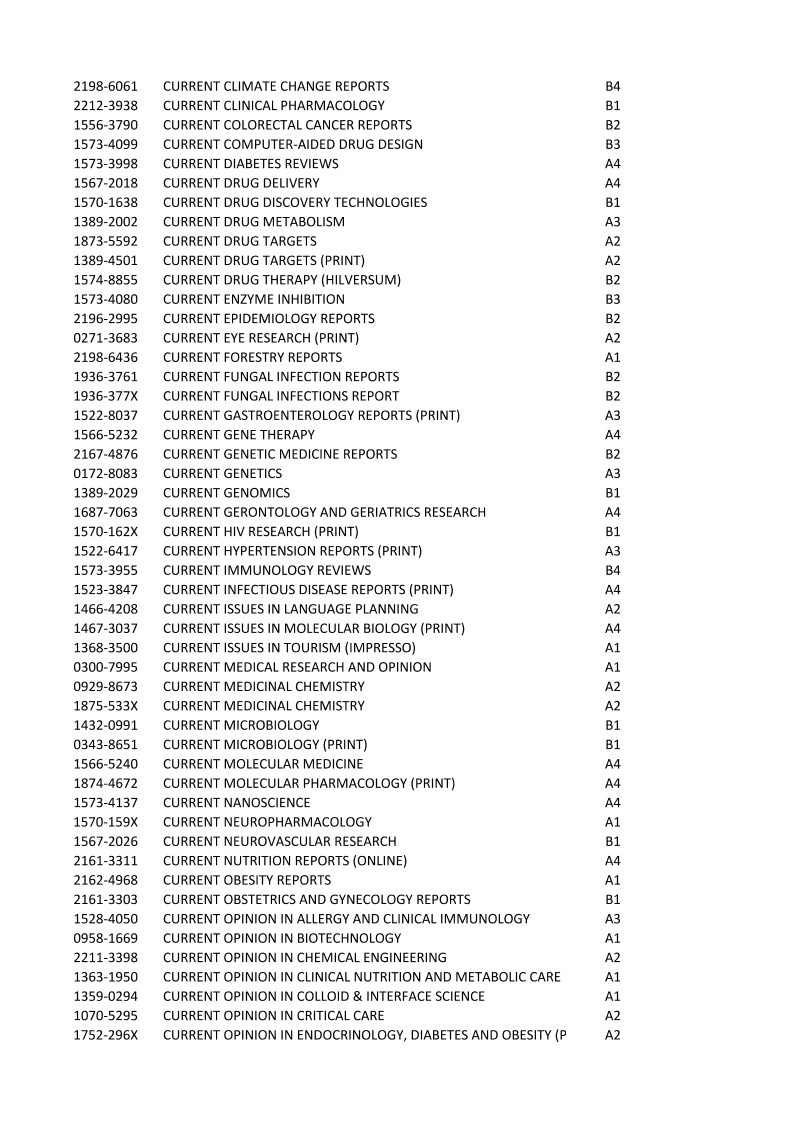 2198-6061 CURRENT CLIMATE CHANGE REPORTS B4
2212-3938 CURRENT CLINICAL PHARMACOLOGY B1
1556-3790 CURRENT COLORECTAL CANCER REPORTS B2
1573-4099 CURRENT COMPUTER-AIDED DRUG DESIGN B3
1573-3998 CURRENT DIABETES REVIEWS A4
1567-2018 CURRENT DRUG DELIVERY A4
1570-1638 CURRENT DRUG DISCOVERY TECHNOLOGIES B1
1389-2002 CURRENT DRUG METABOLISM A3
1873-5592 CURRENT DRUG TARGETS A2
1389-4501 CURRENT DRUG TARGETS (PRINT) A2
1574-8855 CURRENT DRUG THERAPY (HILVERSUM) B2
1573-4080 CURRENT ENZYME INHIBITION B3
2196-2995 CURRENT EPIDEMIOLOGY REPORTS B2
0271-3683 CURRENT EYE RESEARCH (PRINT) A2
2198-6436 CURRENT FORESTRY REPORTS A1
1936-3761 CURRENT FUNGAL INFECTION REPORTS B2
1936-377X CURRENT FUNGAL INFECTIONS REPORT B2
1522-8037 CURRENT GASTROENTEROLOGY REPORTS (PRINT) A3
1566-5232 CURRENT GENE THERAPY A4
2167-4876 CURRENT GENETIC MEDICINE REPORTS B2
0172-8083 CURRENT GENETICS A3
1389-2029 CURRENT GENOMICS B1
1687-7063 CURRENT GERONTOLOGY AND GERIATRICS RESEARCH A4
1570-162X CURRENT HIV RESEARCH (PRINT) B1
1522-6417 CURRENT HYPERTENSION REPORTS (PRINT) A3
1573-3955 CURRENT IMMUNOLOGY REVIEWS B4
1523-3847 CURRENT INFECTIOUS DISEASE REPORTS (PRINT) A4
1466-4208 CURRENT ISSUES IN LANGUAGE PLANNING A2
1467-3037 CURRENT ISSUES IN MOLECULAR BIOLOGY (PRINT) A4
1368-3500 CURRENT ISSUES IN TOURISM (IMPRESSO) A1
0300-7995 CURRENT MEDICAL RESEARCH AND OPINION A1
0929-8673 CURRENT MEDICINAL CHEMISTRY A2
1875-533X CURRENT MEDICINAL CHEMISTRY A2
1432-0991 CURRENT MICROBIOLOGY B1
0343-8651 CURRENT MICROBIOLOGY (PRINT) B1
1566-5240 CURRENT MOLECULAR MEDICINE A4
1874-4672 CURRENT MOLECULAR PHARMACOLOGY (PRINT) A4
1573-4137 CURRENT NANOSCIENCE A4
1570-159X CURRENT NEUROPHARMACOLOGY A1
1567-2026 CURRENT NEUROVASCULAR RESEARCH B1
2161-3311 CURRENT NUTRITION REPORTS (ONLINE) A4
2162-4968 CURRENT OBESITY REPORTS A1
2161-3303 CURRENT OBSTETRICS AND GYNECOLOGY REPORTS B1
1528-4050 CURRENT OPINION IN ALLERGY AND CLINICAL IMMUNOLOGY A3
0958-1669 CURRENT OPINION IN BIOTECHNOLOGY A1
2211-3398 CURRENT OPINION IN CHEMICAL ENGINEERING A2
1363-1950 CURRENT OPINION IN CLINICAL NUTRITION AND METABOLIC CARE A1
1359-0294 CURRENT OPINION IN COLLOID & INTERFACE SCIENCE A1
1070-5295 CURRENT OPINION IN CRITICAL CARE A2
1752-296X CURRENT OPINION IN ENDOCRINOLOGY, DIABETES AND OBESITY (P A2